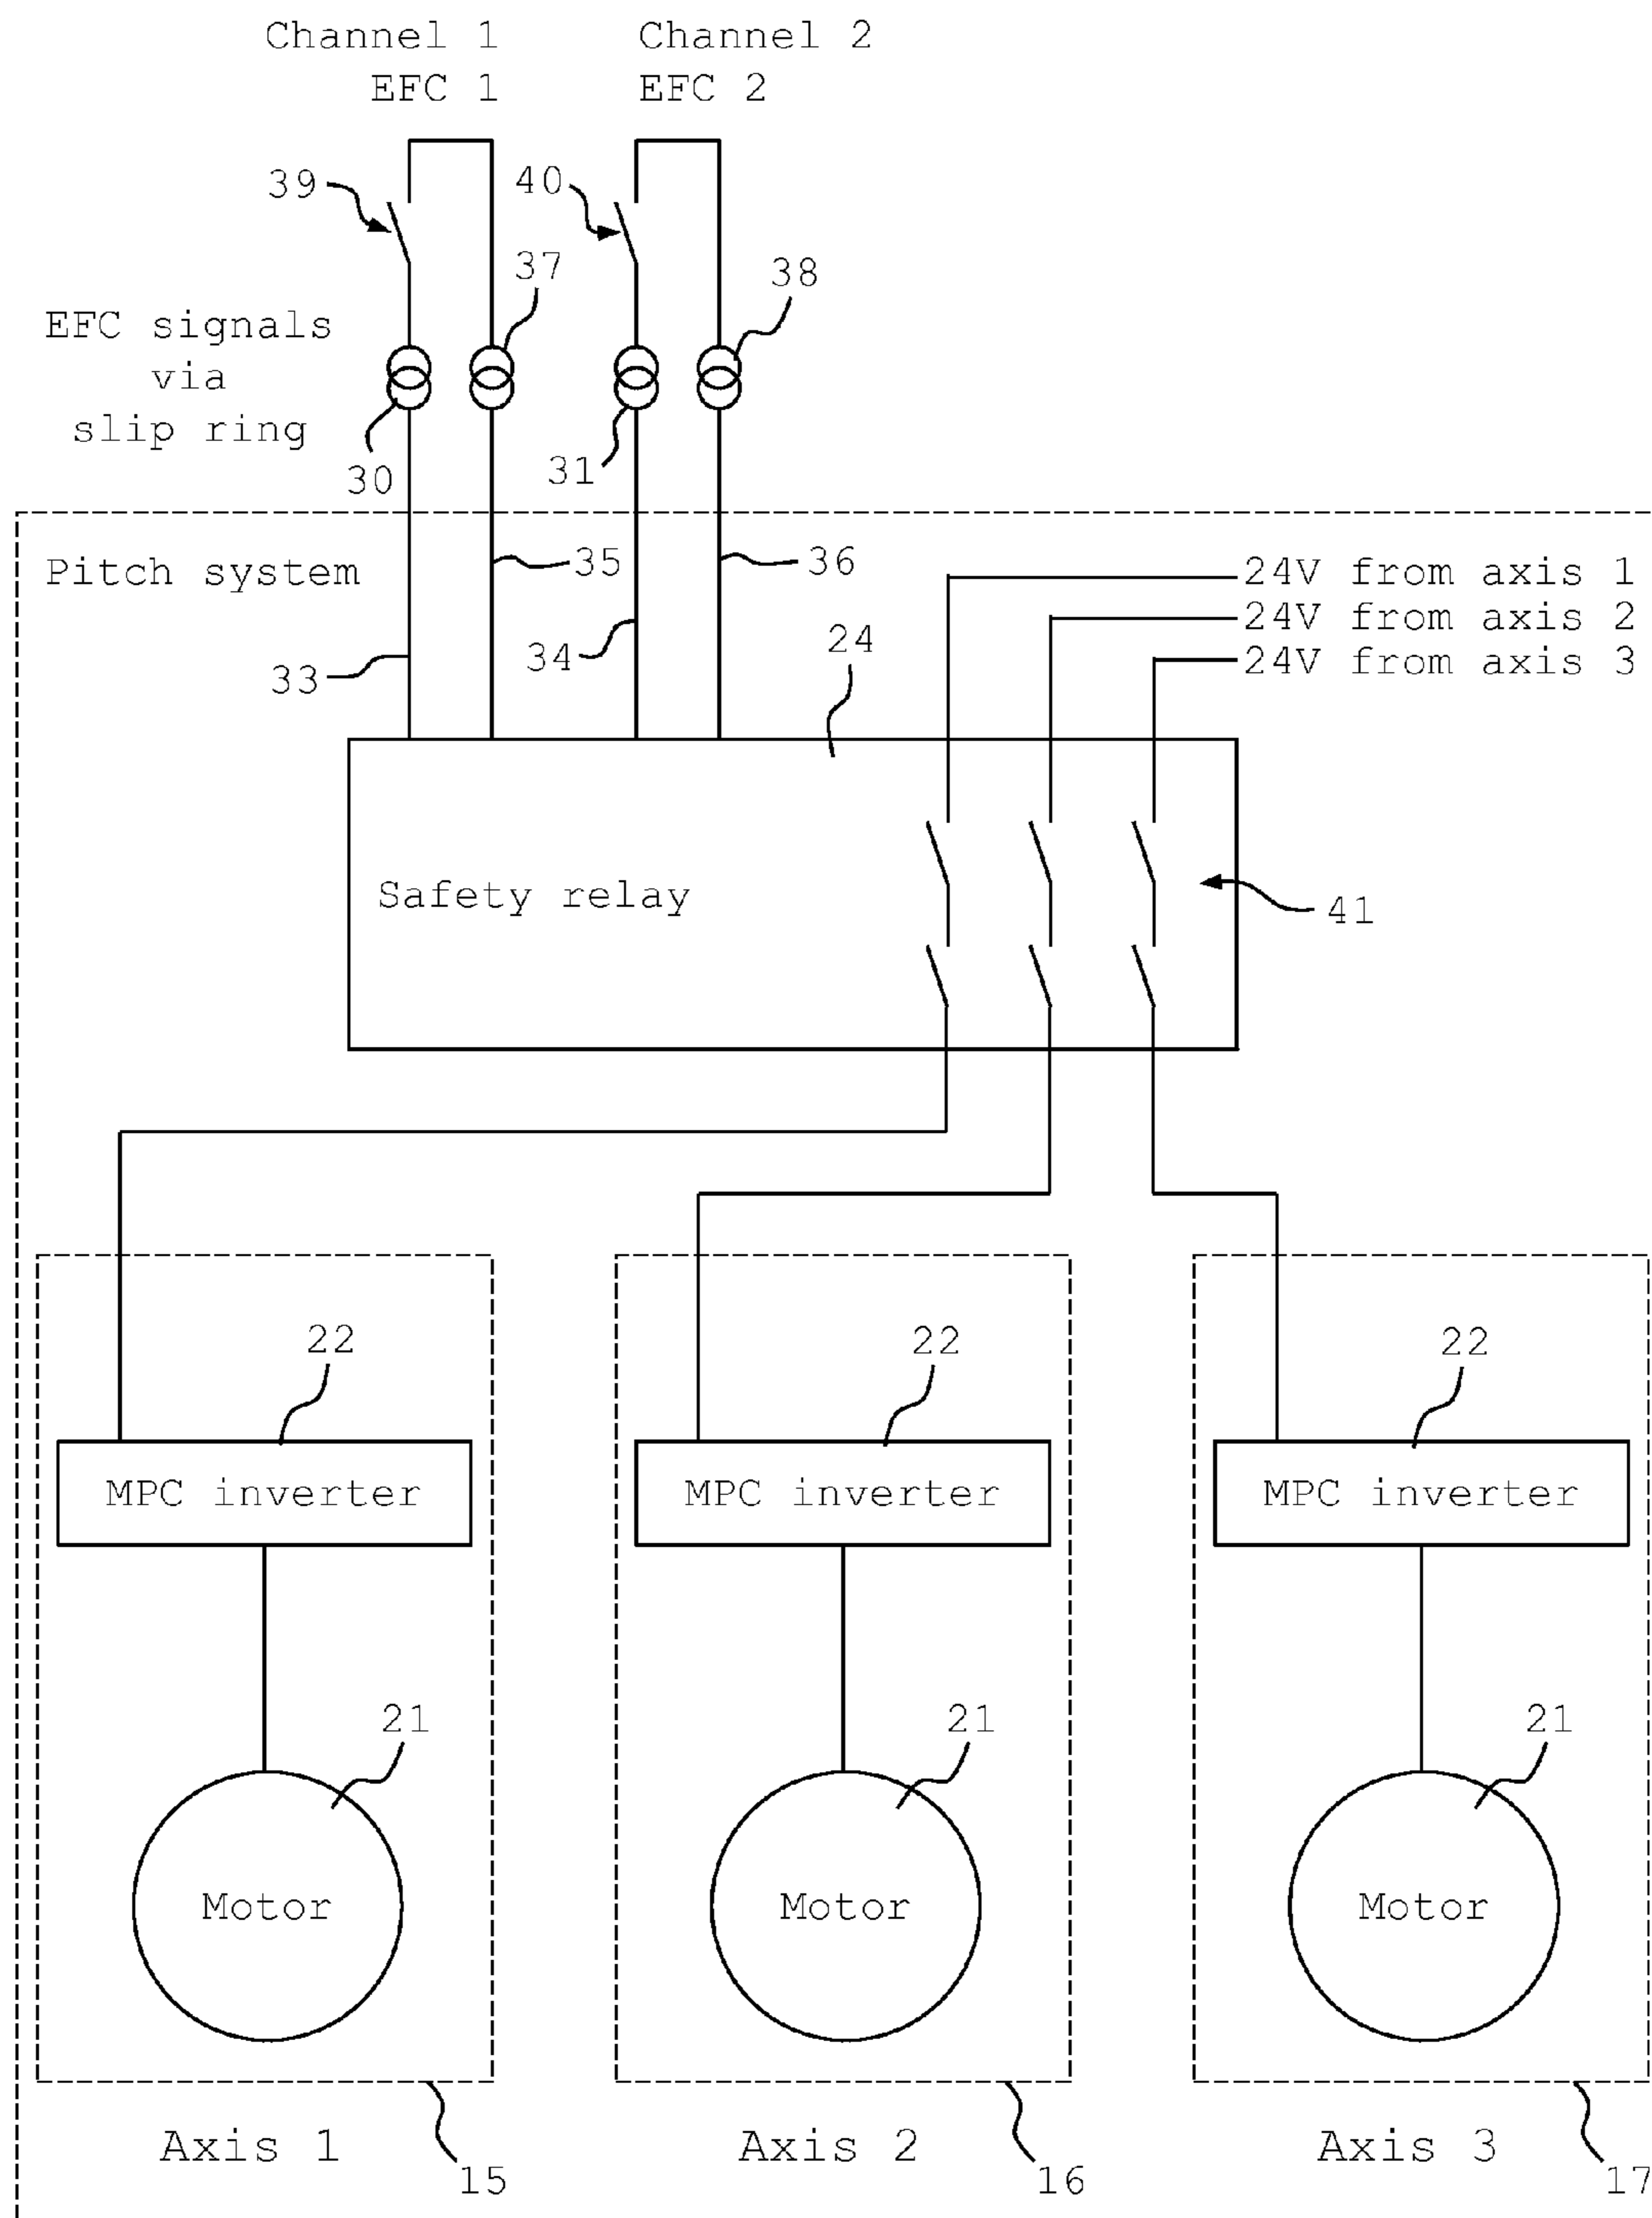 Channel 1
EFC 1
Channel 2
EFC 2
39
40
37
38
EFC signals
via
slip ring
30
31
Pitch system
35
36
33
34
24
24V from axis 1
24V from axis 2
24V from axis 3
Safety relay
41
22
22
22
MPC inverter
MPC inverter
MPC inverter
21
21
21
Motor
Motor
Motor
Axis 1
15
Axis 2
16
Axis 3
17